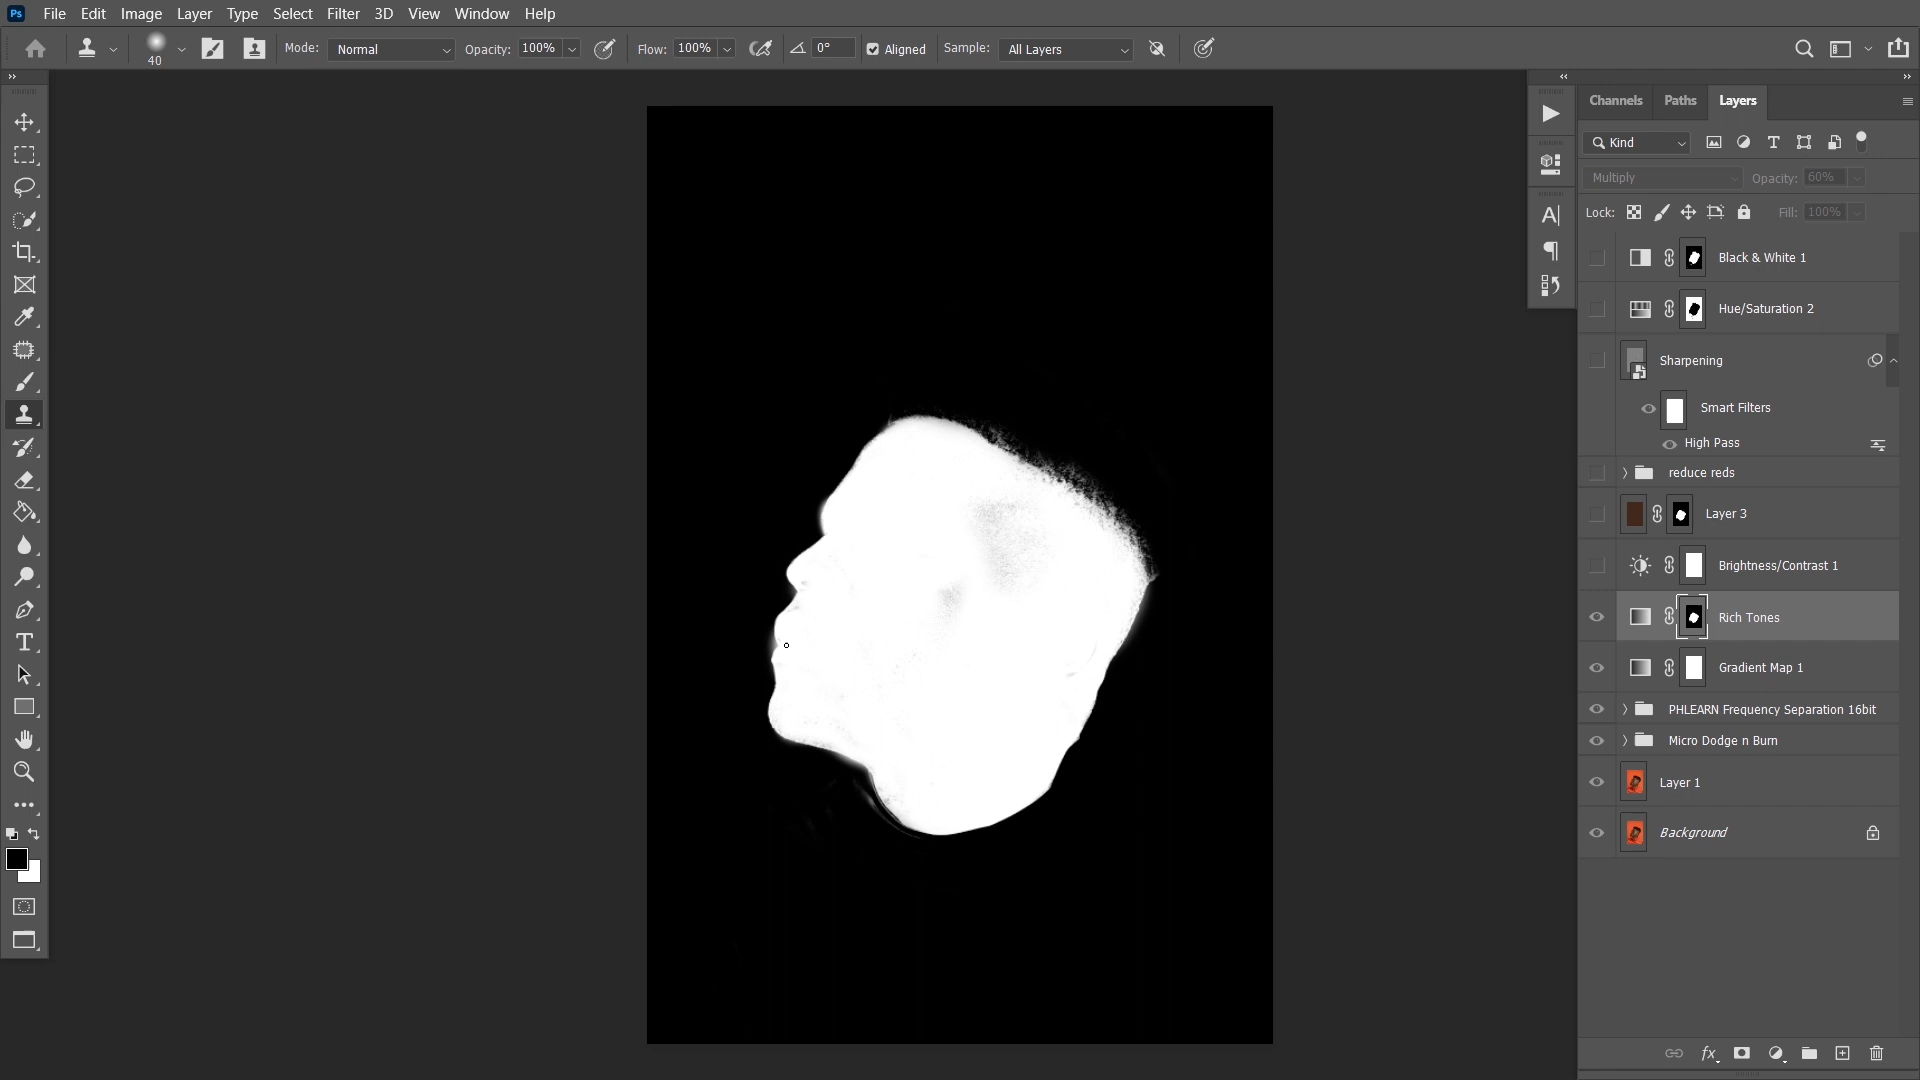 Ps File Edit Image Layer Type Select Filter 3D View Window Help
40 Mode: Normal Opacity: 100% Flow: 100% 0° Aligned Sample: All Layers
Channels Paths Layers
Kind
Multiply Opacity: 60%
Lock: Fill: 100%
Black & White 1
Hue/Saturation 2
Sharpening
Smart Filters
High Pass
reduce reds
Layer 3
Brightness/Contrast 1
Rich Tones
Gradient Map 1
PHLEARN Frequency Separation 16bit
Micro Dodge n Burn
Layer 1
Background
fx